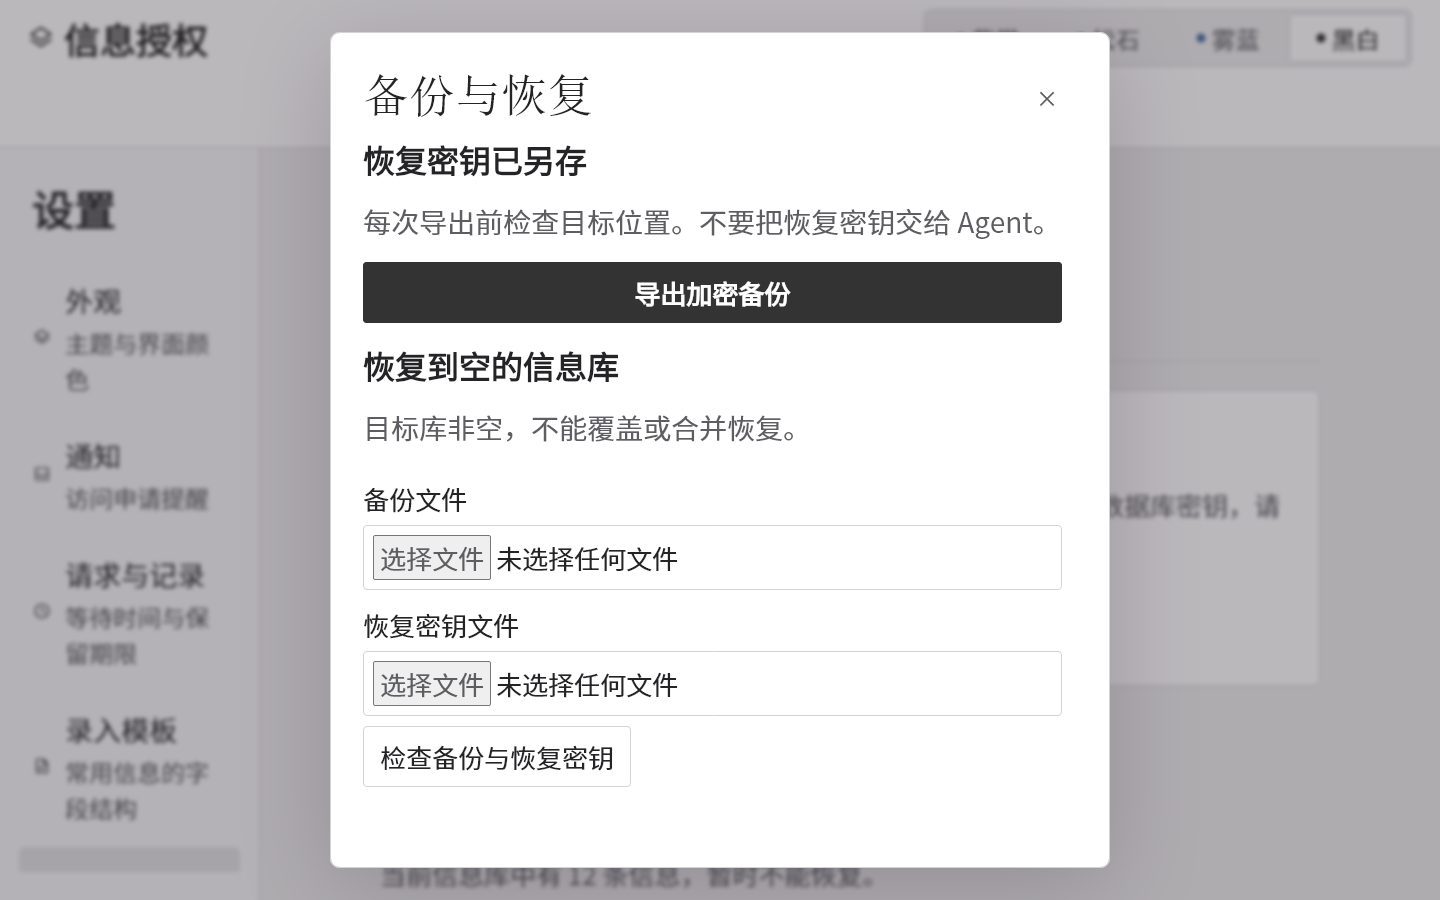 信息授权
石
雾蓝
黑白
备份与恢复
恢复密钥已另存
每次导出前检查目标位置。不要把恢复密钥交给 Agent。
导出加密备份
恢复到空的信息库
目标库非空，不能覆盖或合并恢复。
备份文件
选择文件 未选择任何文件
恢复密钥文件
选择文件 未选择任何文件
检查备份与恢复密钥
设置
外观
主题与界面颜
色
通知
访问申请提醒
请求与记录
等待时间与保
留期限
录入模板
常用信息的字
段结构
数据库密钥，请
当前信息库中有 12 条信息，暂时不能恢复。